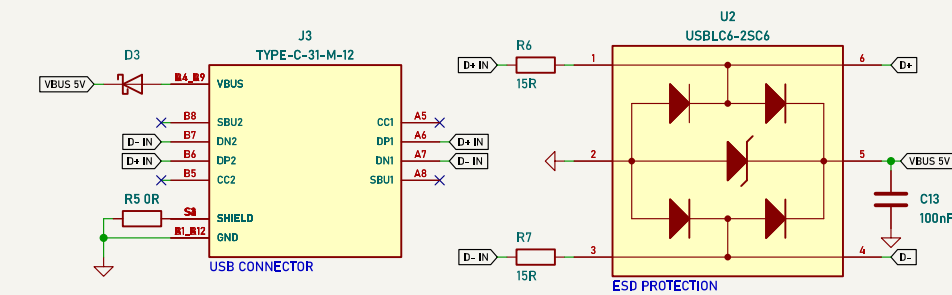 J3
TYPE-C-31-M-12
D3
VBUS 5V
VBUS
B8
SBU2
CC1
A5
D- IN
B7
DN2
DP1
A6
D+ IN
D+ IN
B6
DP2
DN1
A7
D- IN
B5
CC2
SBU1
A8
R5 0R
SHIELD
B1_B12
GND
USB CONNECTOR
U2
USBLC6-2SC6
R6
D+ IN
15R
1
6
D+
2
5
VBUS 5V
C13
100nF
R7
D- IN
15R
3
4
D-
ESD PROTECTION